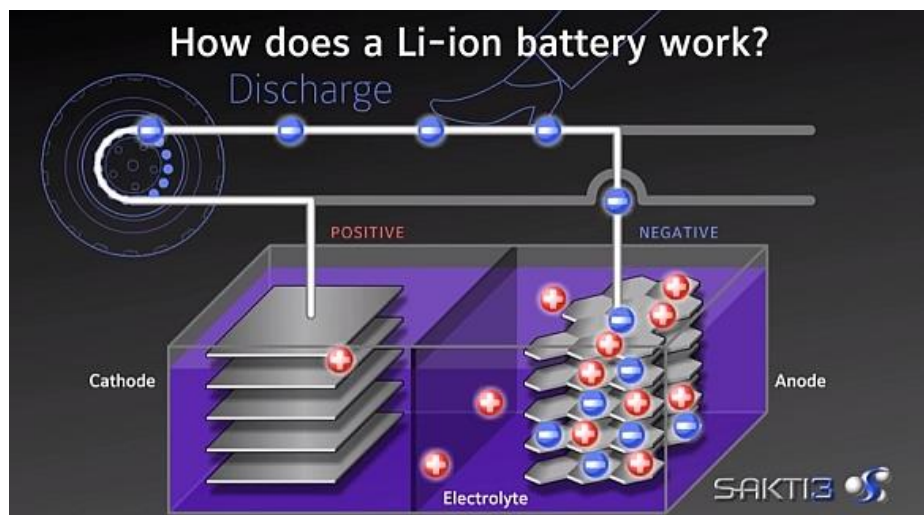 How does a Li-ion battery work?
Discharge
POSITIVE
NEGATIVE
Cathode
Anode
Electrolyte
SAKTI3